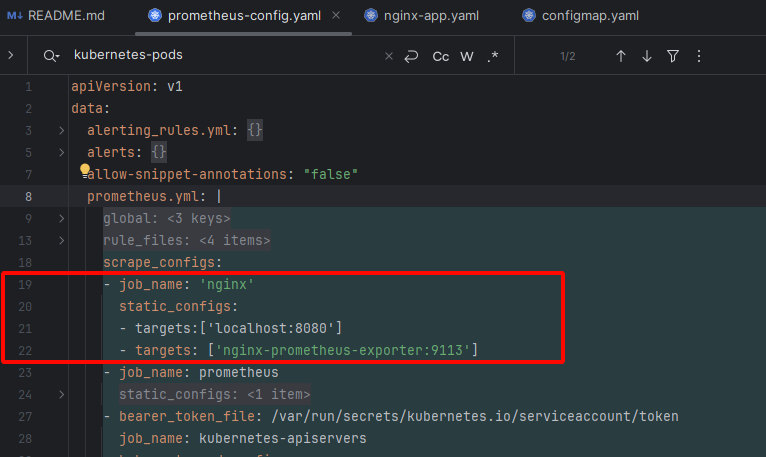 README.md prometheus-config.yaml nginx-app.yaml configmap.yaml
kubernetes-pods Cc W .* 1/2
1 apiVersion: v1
2 data:
3 alerting_rules.yml: {}
5 alerts: {}
7 allow-snippet-annotations: "false"
8 prometheus.yml: |
9 global: <3 keys>
13 rule_files: <4 items>
18 scrape_configs:
19 - job_name: 'nginx'
20 static_configs:
21 - targets:['localhost:8080']
22 - targets: ['nginx-prometheus-exporter:9113']
23 - job_name: prometheus
24 static_configs: <1 item>
27 - bearer_token_file: /var/run/secrets/kubernetes.io/serviceaccount/token
28 job_name: kubernetes-apiservers